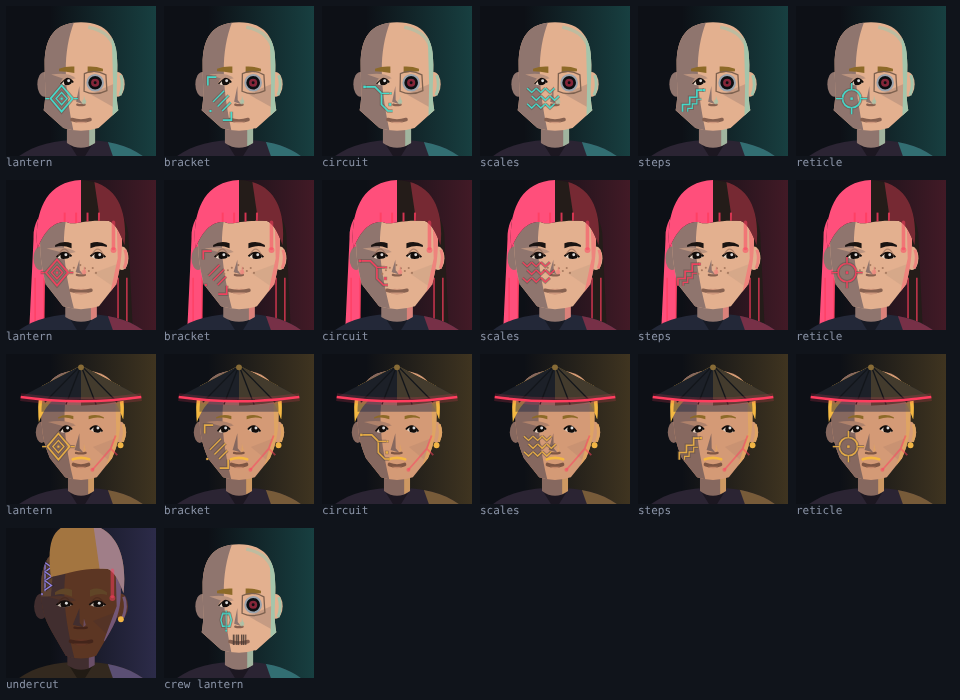 lantern bracket circuit scales steps reticle
lantern bracket circuit scales steps reticle
lantern bracket circuit scales steps reticle
undercut crew lantern